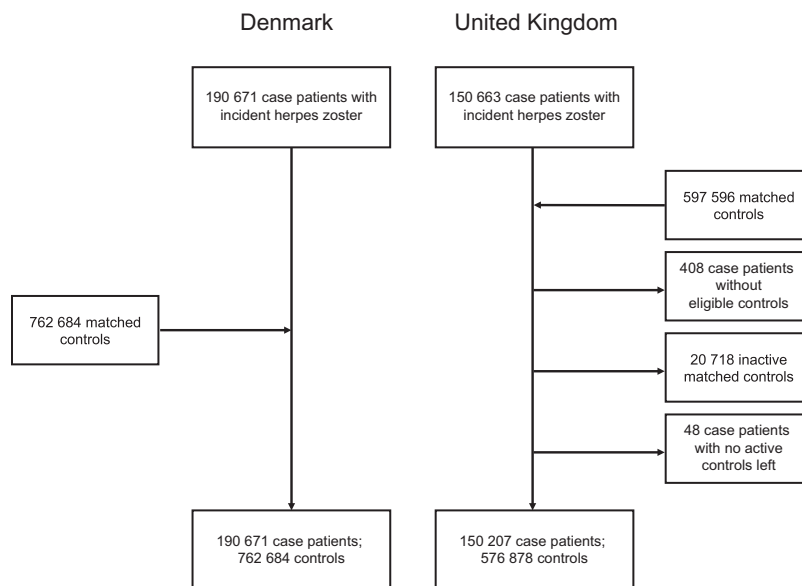 Denmark
United Kingdom
190 671 case patients with
incident herpes zoster
150 663 case patients with
incident herpes zoster
597 596 matched
controls
408 case patients
without
eligible controls
762 684 matched
controls
20 718 inactive
matched controls
48 case patients
with no active
controls left
190 671 case patients;
762 684 controls
150 207 case patients;
576 878 controls